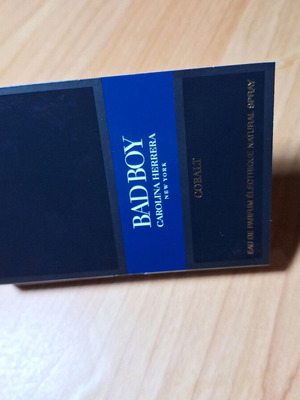 BAD BOY
CAROLINA HERRERA
NEW YORK
COBALT
EAU DE PARFUM ÉLECTRIQUE NATURAL SPRAY